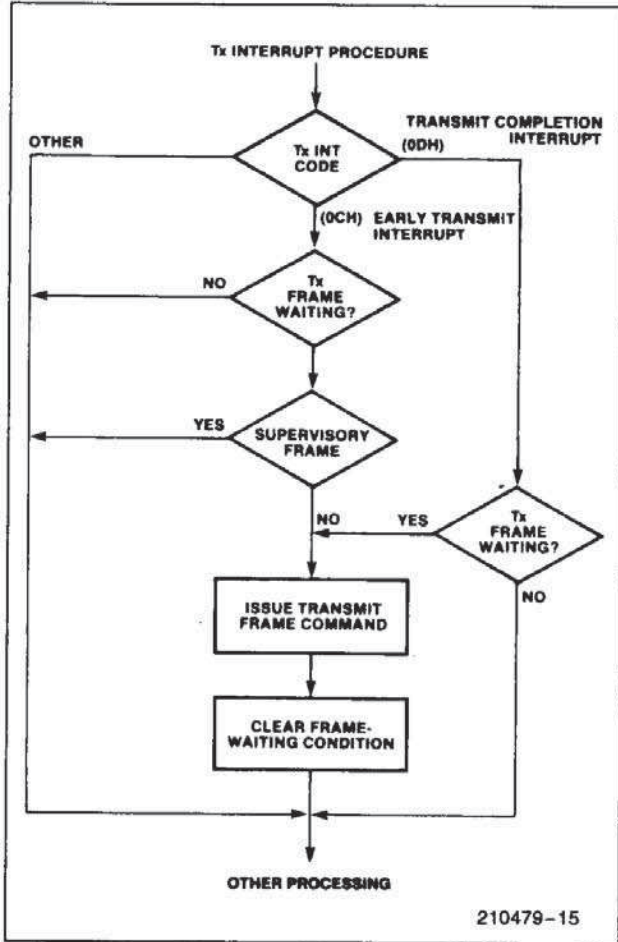 Tx INTERRUPT PROCEDURE
TRANSMIT COMPLETION
INTERRUPT
OTHER
(0DH)
Tx INT
CODE
(0CH) EARLY TRANSMIT
INTERRUPT
NO
Tx
FRAME
WAITING?
YES
SUPERVISORY
FRAME
NO
YES
Tx
FRAME
WAITING?
NO
ISSUE TRANSMIT
FRAME COMMAND
CLEAR FRAME-
WAITING CONDITION
OTHER PROCESSING
210479-15